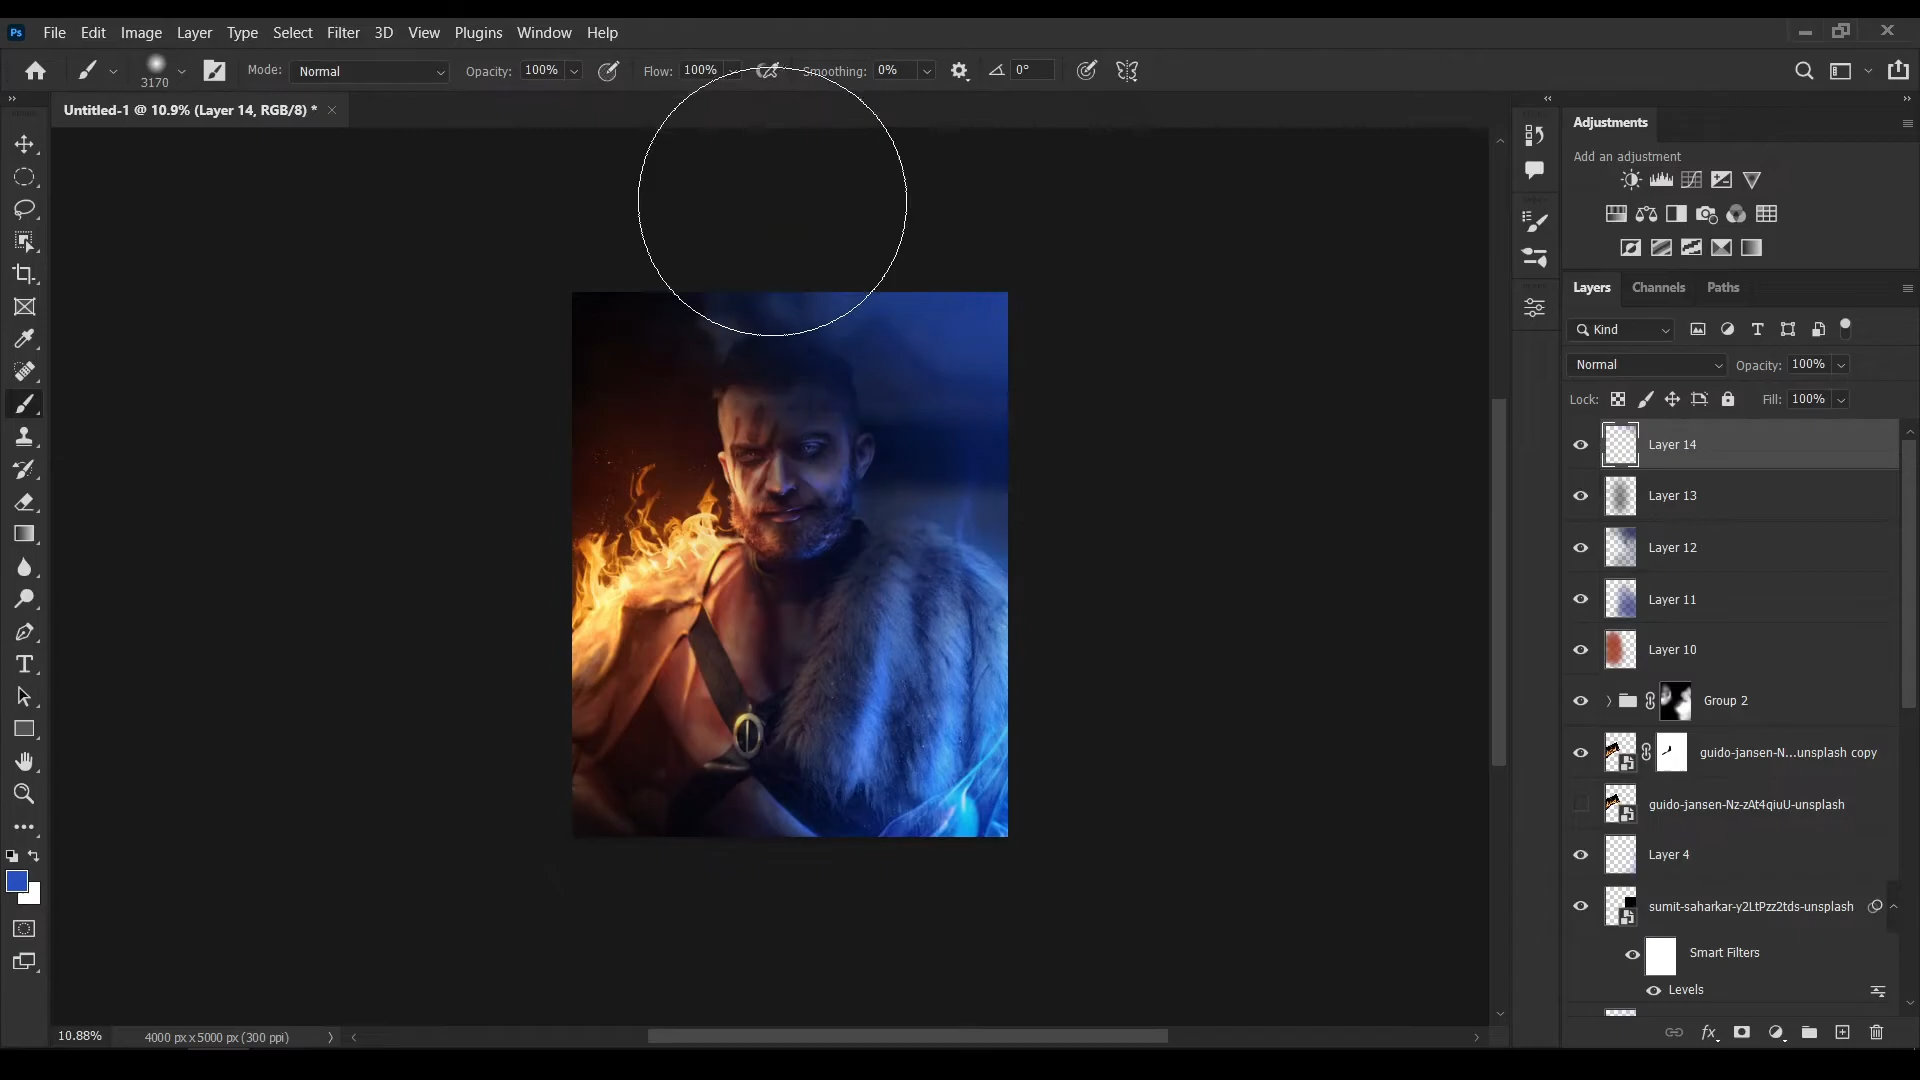 Ps File Edit Image Layer Type Select Filter 3D View Plugins Window Help
3170 Mode: Normal Opacity: 100% Flow: 100% Smoothing: 0% 0°
Untitled-1 @ 10.9% (Layer 14, RGB/8) *
Adjustments
Add an adjustment
Layers Channels Paths
Kind
Normal Opacity: 100%
Lock: Fill: 100%
Layer 14
Layer 13
Layer 12
Layer 11
Layer 10
Group 2
guido-jansen-N...unsplash copy
guido-jansen-Nz-zAt4qiuU-unsplash
Layer 4
sumit-saharkar-y2LtPzz2tds-unsplash
Smart Filters
Levels
10.88% 4000 px x 5000 px (300 ppi)
fx